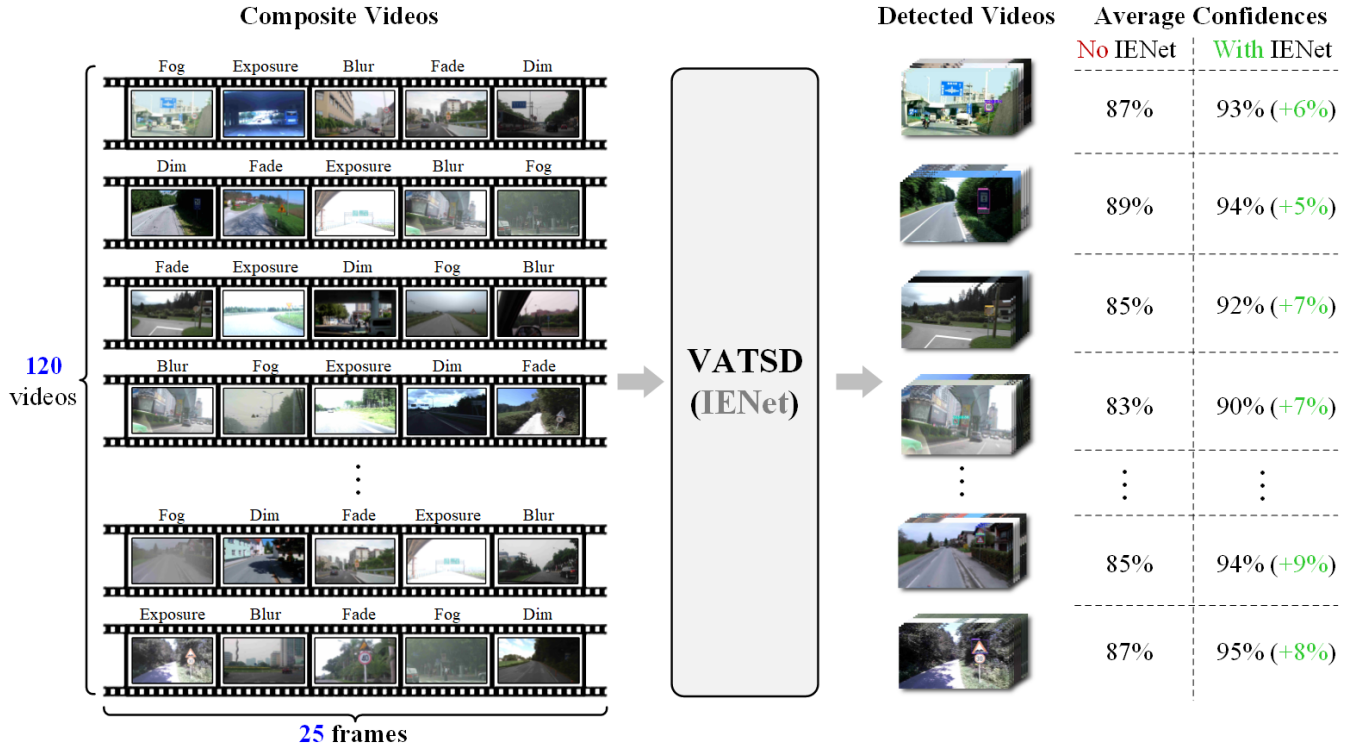 Composite Videos
Detected Videos
Average Confidences
No IENet
With IENet
Fog Exposure Blur Fade Dim
87% 93% (+6%)
Dim Fade Exposure Blur Fog
89% 94% (+5%)
Fade Exposure Dim Fog Blur
85% 92% (+7%)
120
videos
Blur Fog Exposure Dim Fade
VATSD
(IENet)
83% 90% (+7%)
Fog Dim Fade Exposure Blur
85% 94% (+9%)
Exposure Blur Fade Fog Dim
87% 95% (+8%)
25 frames